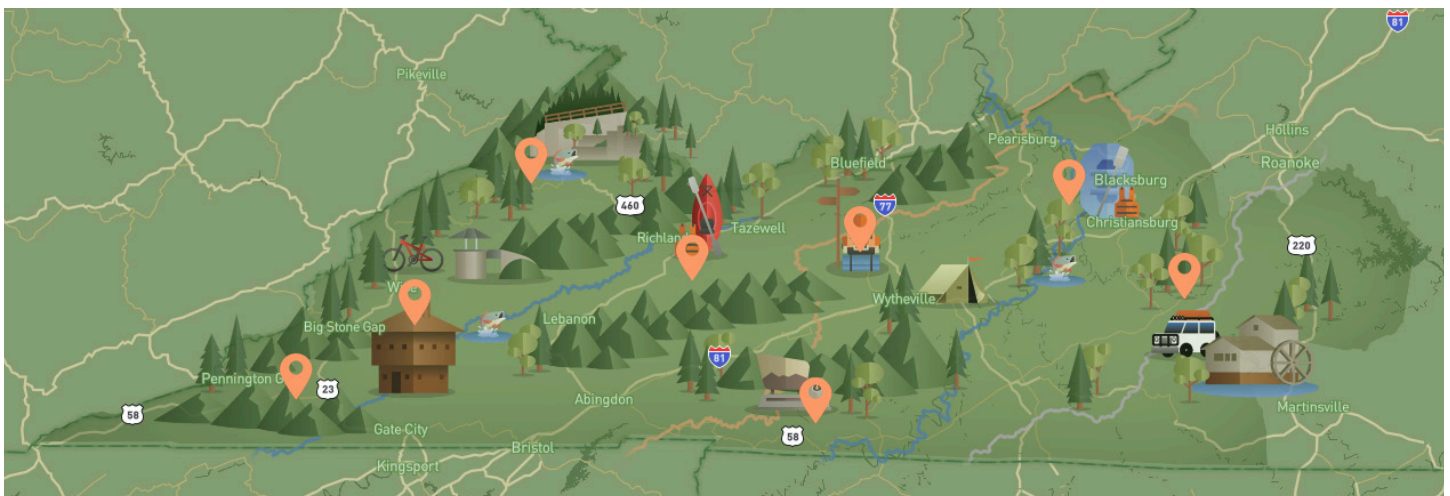 81
Pikeville
Hollins
Pearisburg
Roanoke
Bluefield
Blacksburg
460
77
Christiansburg
Tazewell
220
Wytheville
Lebanon
Big Stone Gap
81
Pennington
23
Abingdon
Martinsville
58
Gate City
58
Bristol
Kingsport